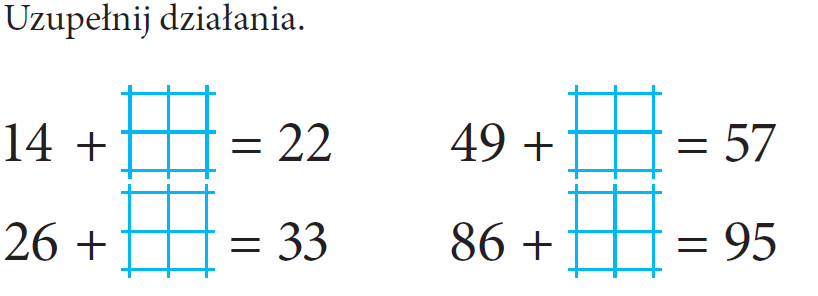 Uzupełnij działania.
14 + = 22 49 + = 57
26 + = 33 86 + = 95